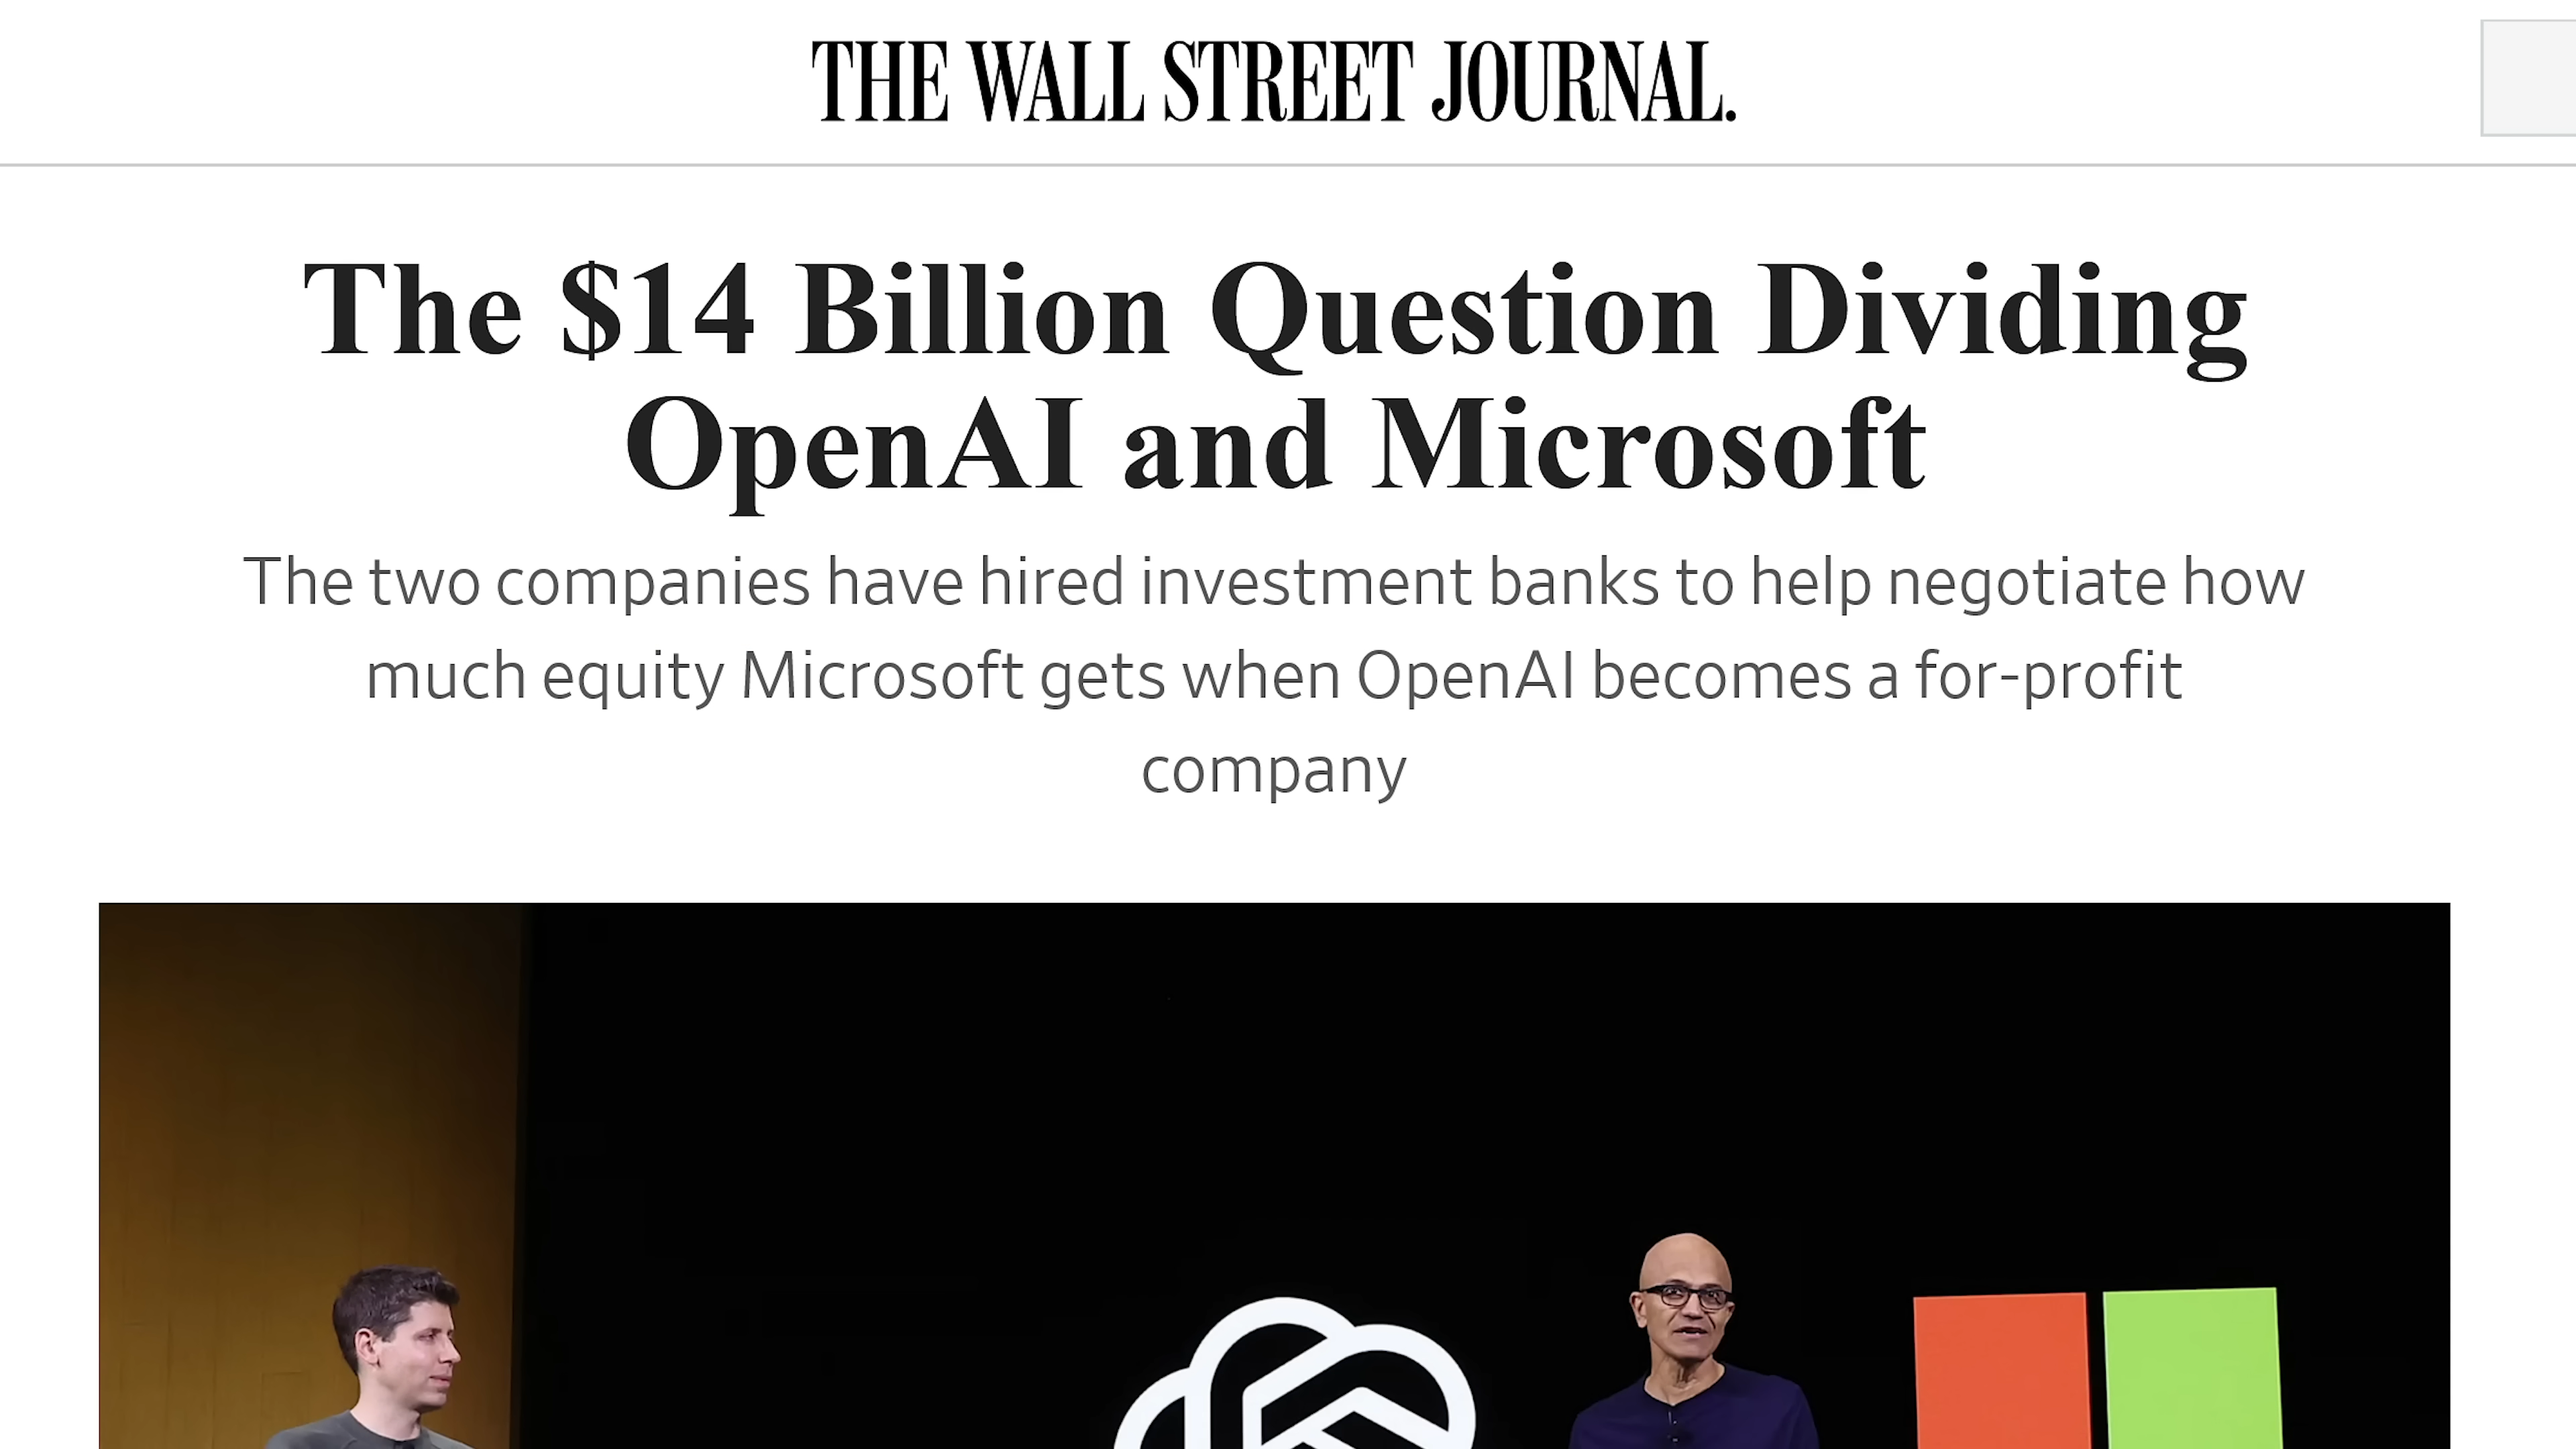 THE WALL STREET JOURNAL.
The $14 Billion Question Dividing
OpenAI and Microsoft
The two companies have hired investment banks to help negotiate how
much equity Microsoft gets when OpenAI becomes a for-profit
company